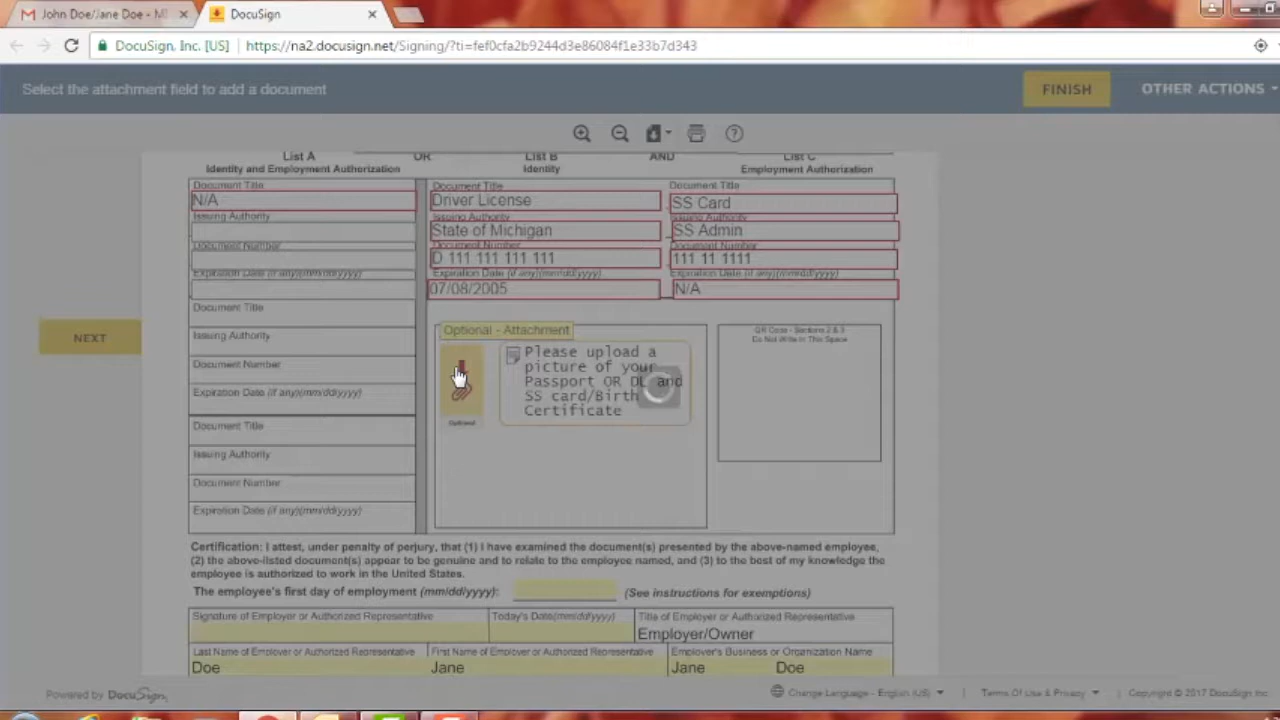 John Doe/Jane Doe - M
DocuSign
DocuSign, Inc. [US]
https://na2.docusign.net/Signing/?ti=fef0cfa2b9244d3e86084f1e33b7d343
Select the attachment field to add a document
FINISH
OTHER ACTIONS
List A
OR
List B
AND
List C
Identity and Employment Authorization
Identity
Employment Authorization
Document Title
Document Title
Document Title
N/A
Driver License
SS Card
Issuing Authority
Issuing Authority
Issuing Authority
State of Michigan
SS Admin
Document Number
Document Number
Document Number
D 111 111 111 111
111 11 1111
Expiration Date (if any)(mm/dd/yyyy)
Expiration Date (if any)(mm/dd/yyyy)
Expiration Date (if any)(mm/dd/yyyy)
07/08/2005
N/A
Document Title
Issuing Authority
Document Number
Expiration Date (if any)(mm/dd/yyyy)
Document Title
Issuing Authority
Document Number
Expiration Date (if any)(mm/dd/yyyy)
NEXT
Optional - Attachment
Please upload a
picture of your
Passport OR DL and
SS card/Birth
Certificate
Optional
QR Code - Sections 2 & 3
Do Not Write In This Space
Certification: I attest, under penalty of perjury, that (1) I have examined the document(s) presented by the above-named employee,
(2) the above-listed document(s) appear to be genuine and to relate to the employee named, and (3) to the best of my knowledge the
employee is authorized to work in the United States.
The employee's first day of employment (mm/dd/yyyy):
(See instructions for exemptions)
Signature of Employer or Authorized Representative
Today's Date(mm/dd/yyyy)
Title of Employer or Authorized Representative
Employer/Owner
Last Name of Employer or Authorized Representative
First Name of Employer or Authorized Representative
Employer's Business or Organization Name
Doe
Jane
Jane Doe
Powered by DocuSign
Change Language - English (US)
Terms Of Use & Privacy
Copyright © 2017 DocuSign Inc.